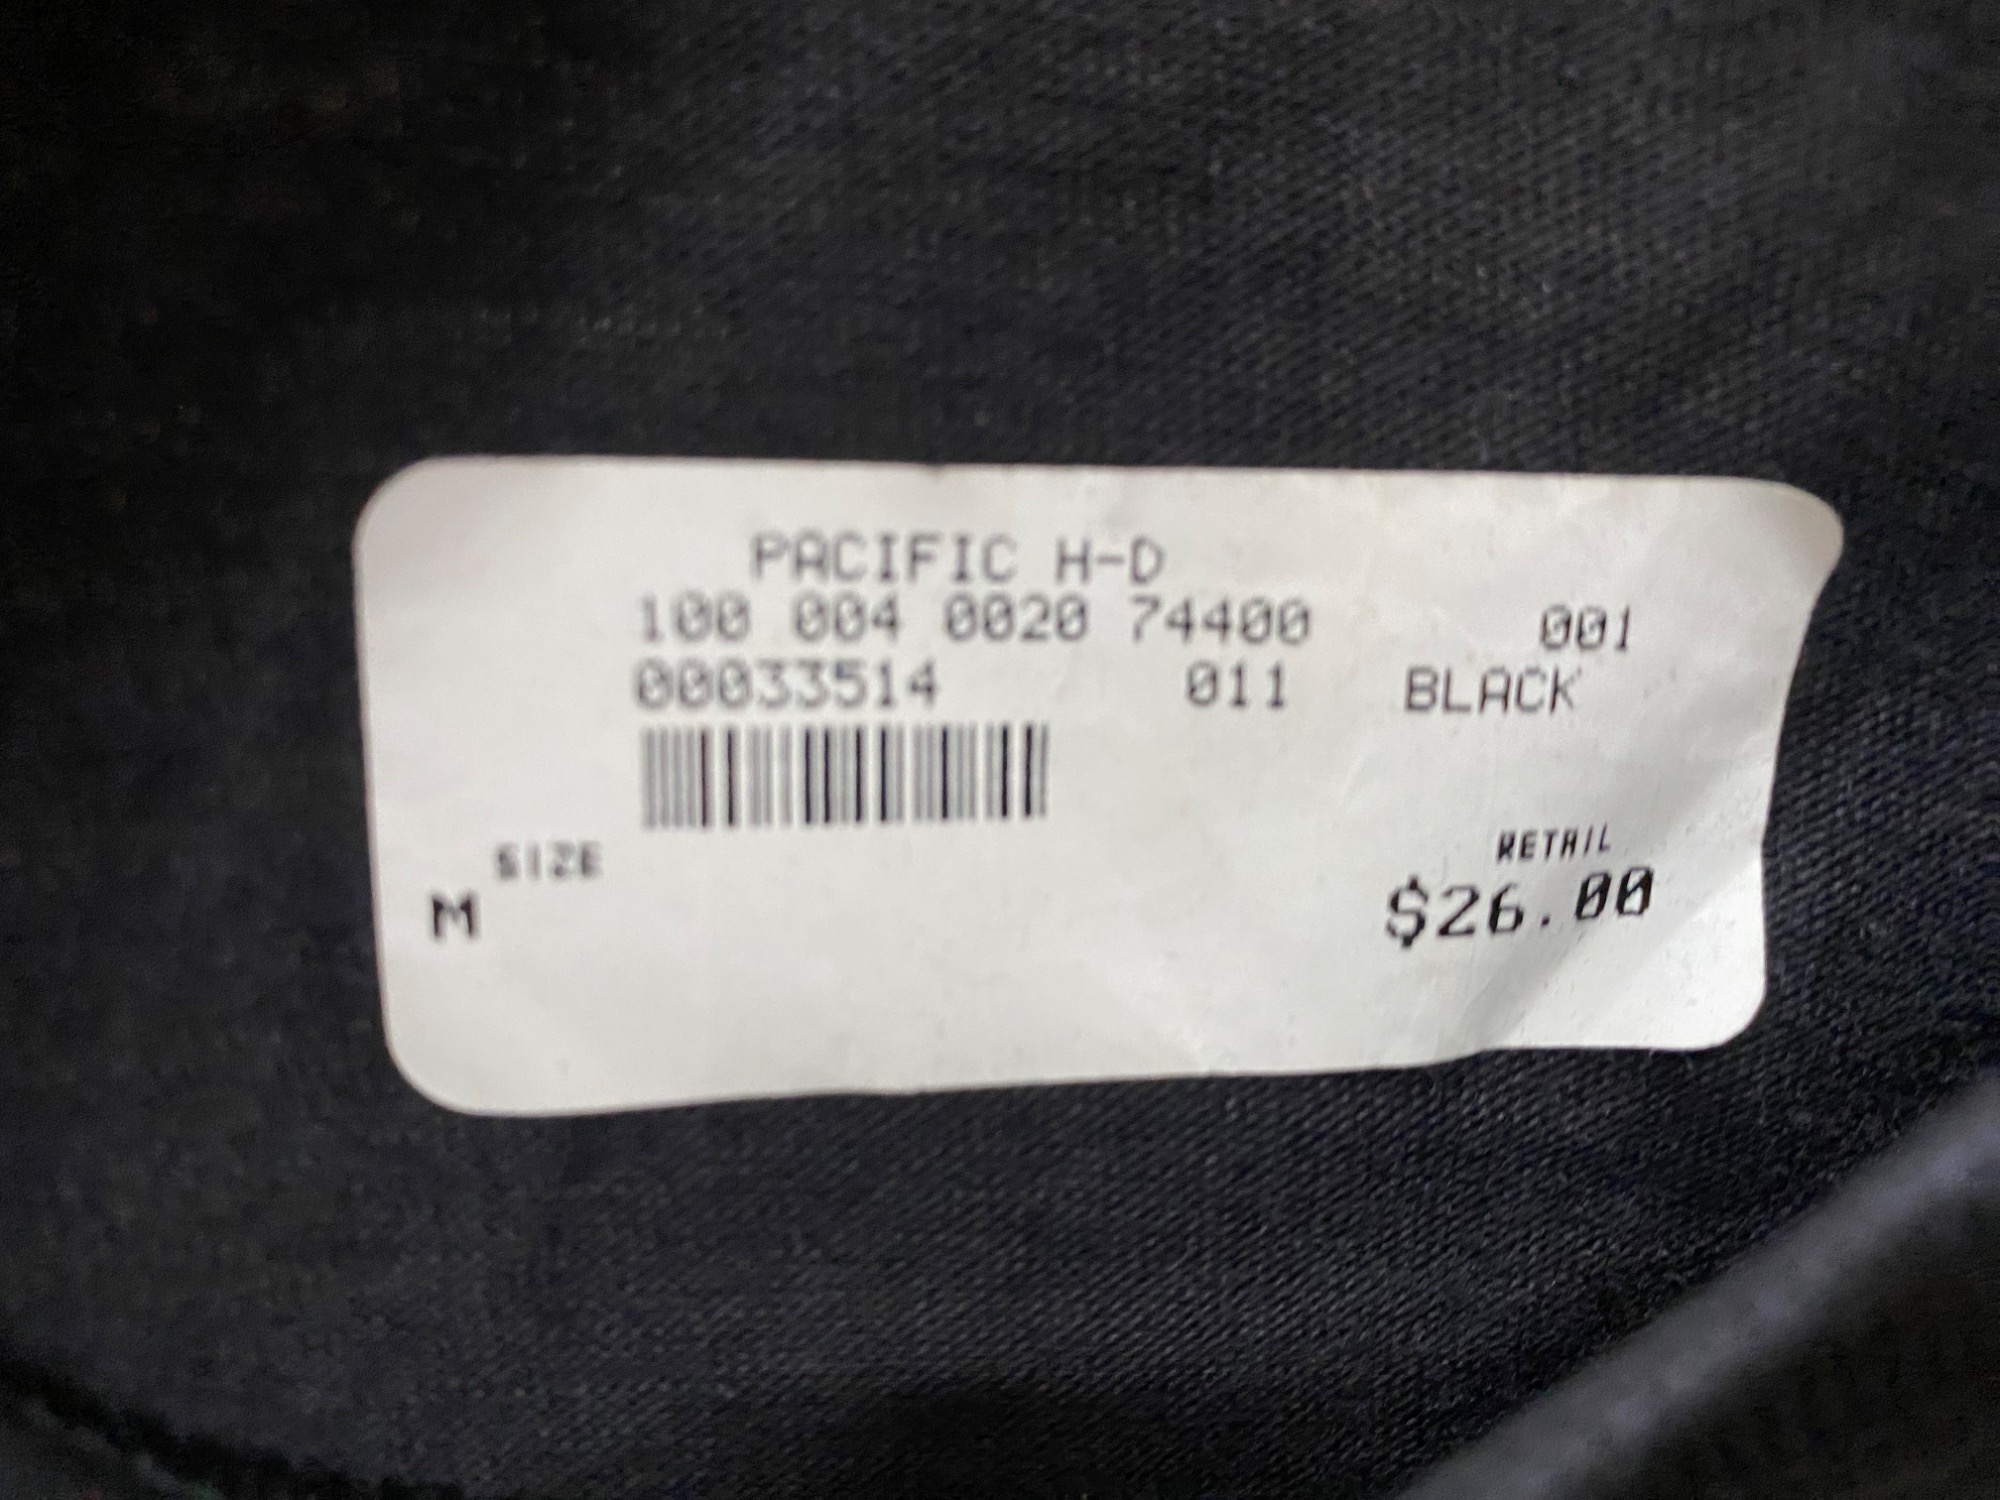 PACIFIC H-D
100 004 0020 74400 001
00033514 011 BLACK
SIZE
M
RETAIL
$26.00